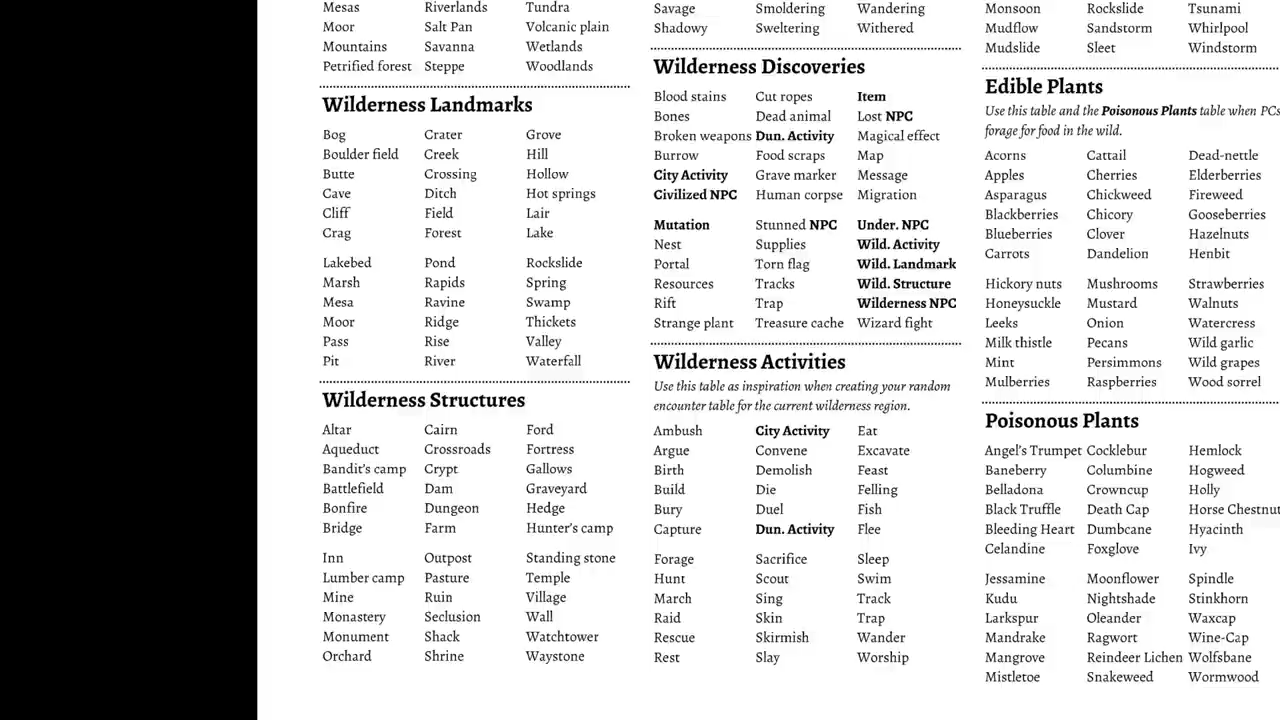 Mesas Riverlands Tundra
Moor Salt Pan Volcanic plain
Mountains Savanna Wetlands
Petrified forest Steppe Woodlands
Wilderness Landmarks
Bog Crater Grove
Boulder field Creek Hill
Butte Crossing Hollow
Cave Ditch Hot springs
Cliff Field Lair
Crag Forest Lake
Lakebed Pond Rockslide
Marsh Rapids Spring
Mesa Ravine Swamp
Moor Ridge Thickets
Pass Rise Valley
Pit River Waterfall
Wilderness Structures
Altar Cairn Ford
Aqueduct Crossroads Fortress
Bandit's camp Crypt Gallows
Battlefield Dam Graveyard
Bonfire Dungeon Hedge
Bridge Farm Hunter's camp
Inn Outpost Standing stone
Lumber camp Pasture Temple
Mine Ruin Village
Monastery Seclusion Wall
Monument Shack Watchtower
Orchard Shrine Waystone
Savage Smoldering Wandering
Shadowy Sweltering Withered
Wilderness Discoveries
Blood stains Cut ropes Item
Bones Dead animal Lost NPC
Broken weapons Dun. Activity Magical effect
Burrow Food scraps Map
City Activity Grave marker Message
Civilized NPC Human corpse Migration
Mutation Stunned NPC Under. NPC
Nest Supplies Wild. Activity
Portal Torn flag Wild. Landmark
Resources Tracks Wild. Structure
Rift Trap Wilderness NPC
Strange plant Treasure cache Wizard fight
Wilderness Activities
Use this table as inspiration when creating your random
encounter table for the current wilderness region.
Ambush City Activity Eat
Argue Convene Excavate
Birth Demolish Feast
Build Die Felling
Bury Duel Fish
Capture Dun. Activity Flee
Forage Sacrifice Sleep
Hunt Scout Swim
March Sing Track
Raid Skin Trap
Rescue Skirmish Wander
Rest Slay Worship
Monsoon Rockslide Tsunami
Mudflow Sandstorm Whirlpool
Mudslide Sleet Windstorm
Edible Plants
Use this table and the Poisonous Plants table when PCs
forage for food in the wild.
Acorns Cattail Dead-nettle
Apples Cherries Elderberries
Asparagus Chickweed Fireweed
Blackberries Chicory Gooseberries
Blueberries Clover Hazelnuts
Carrots Dandelion Henbit
Hickory nuts Mushrooms Strawberries
Honeysuckle Mustard Walnuts
Leeks Onion Watercress
Milk thistle Pecans Wild garlic
Mint Persimmons Wild grapes
Mulberries Raspberries Wood sorrel
Poisonous Plants
Angel's Trumpet Cocklebur Hemlock
Baneberry Columbine Hogweed
Belladona Crowncup Holly
Black Truffle Death Cap Horse Chestnut
Bleeding Heart Dumbcane Hyacinth
Celandine Foxglove Ivy
Jessamine Moonflower Spindle
Kudu Nightshade Stinkhorn
Larkspur Oleander Waxcap
Mandrake Ragwort Wine-Cap
Mangrove Reindeer Lichen Wolfsbane
Mistletoe Snakeweed Wormwood